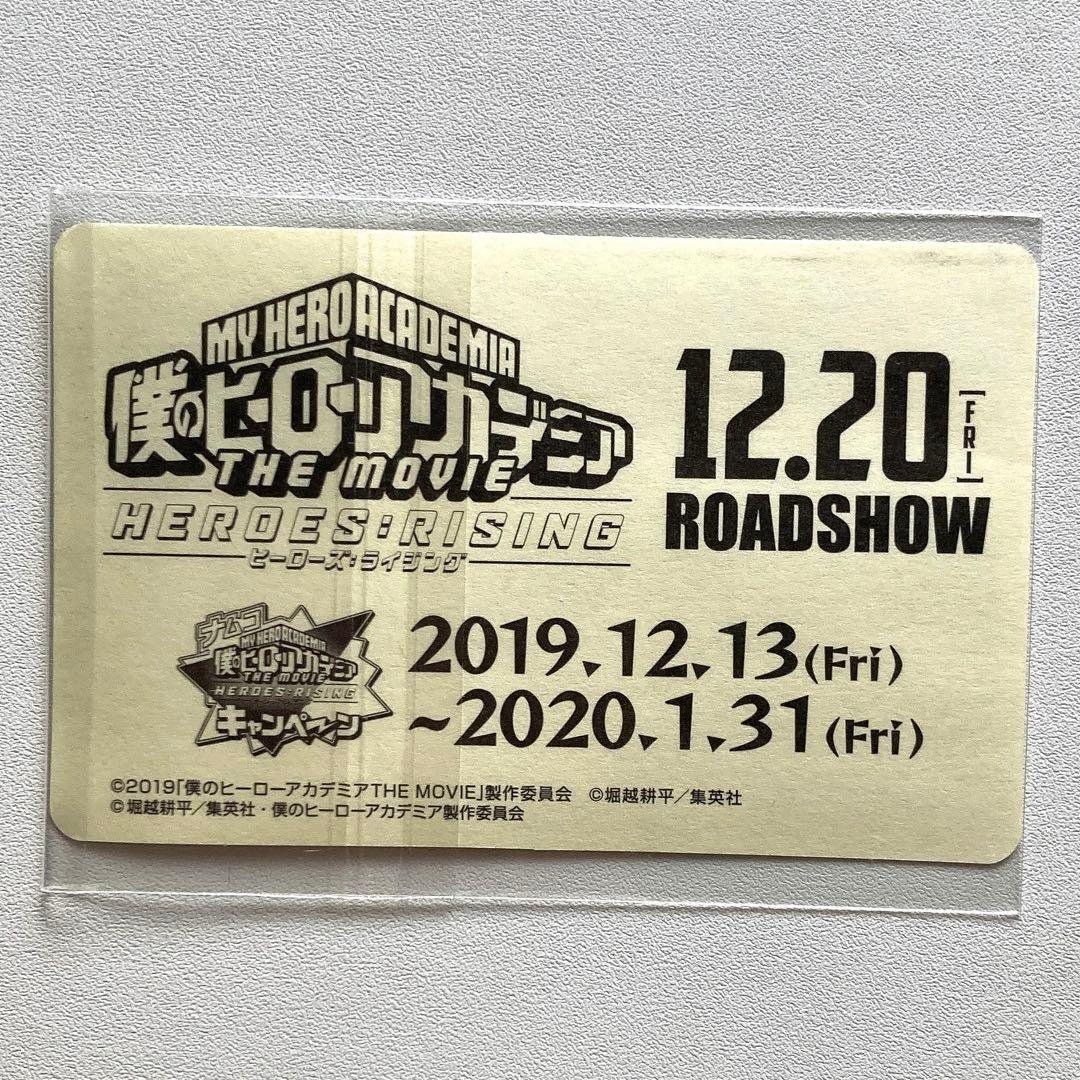 MY HERO ACADEMIA
僕のヒーローアカデミア
THE MOVIE
HEROES:RISING
ヒーローズ:ライジング
12.20 [FRI]
ROADSHOW
ナムコ
MY HERO ACADEMIA
僕のヒーローアカデミア
THE MOVIE
HEROES:RISING
キャンペーン
2019.12.13(Fri)
~2020.1.31(Fri)
©2019「僕のヒーローアカデミアTHE MOVIE」製作委員会 ©堀越耕平/集英社
©堀越耕平/集英社・僕のヒーローアカデミア製作委員会